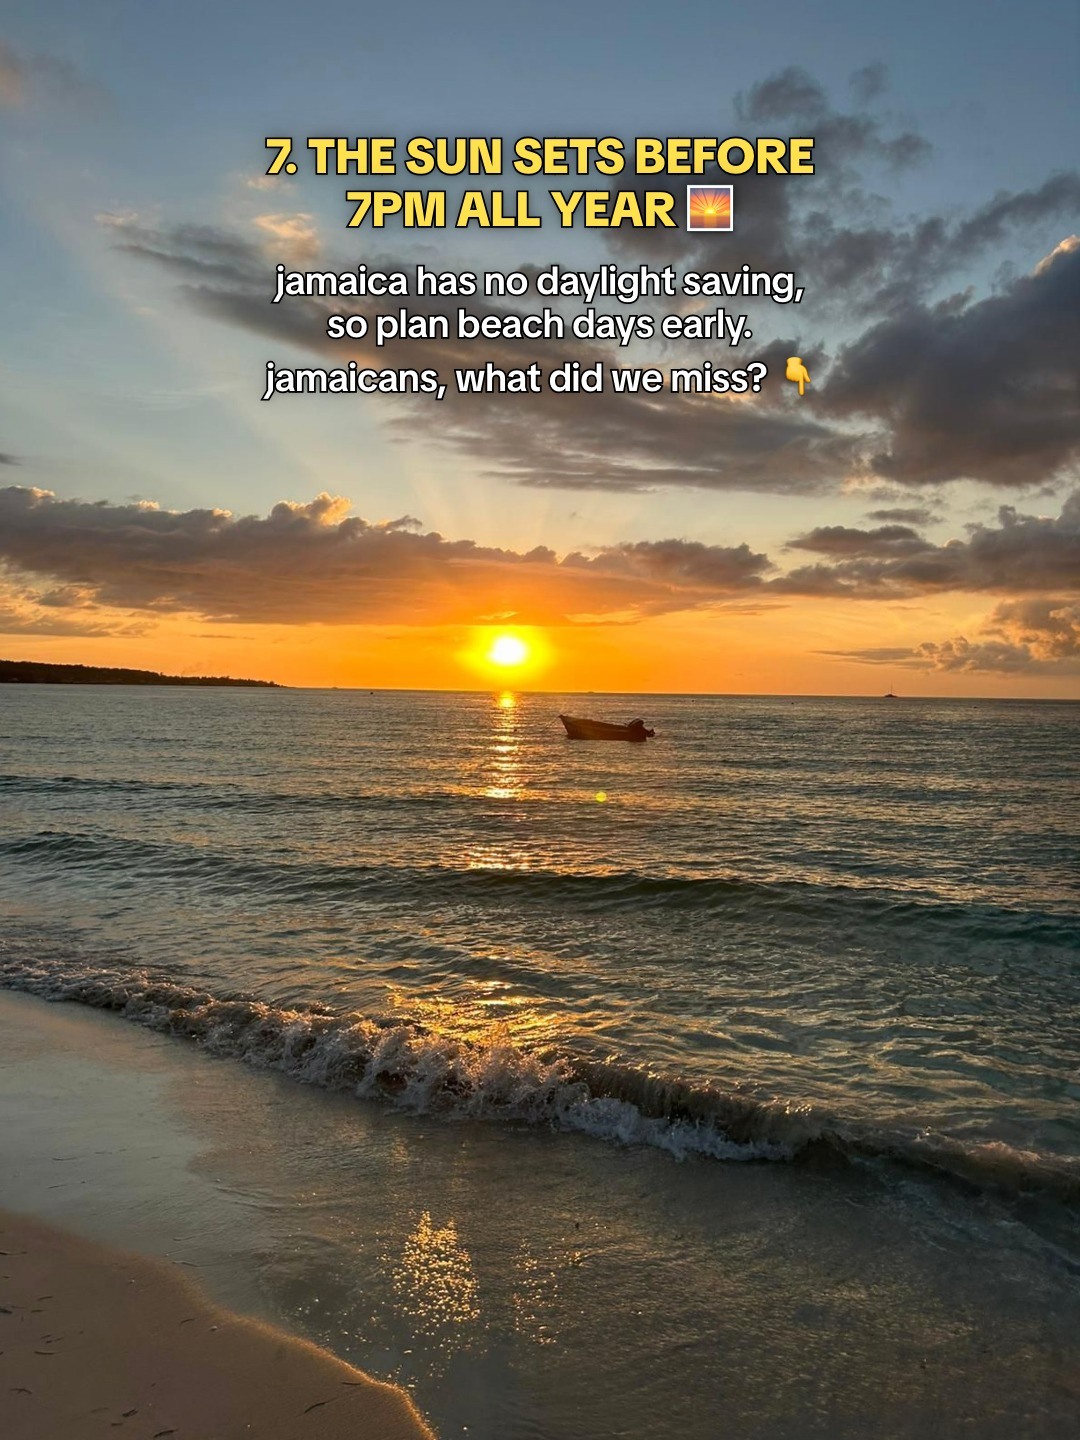 7. THE SUN SETS BEFORE
7PM ALL YEAR 🌅
jamaica has no daylight saving,
so plan beach days early.
jamaicans, what did we miss? 👇